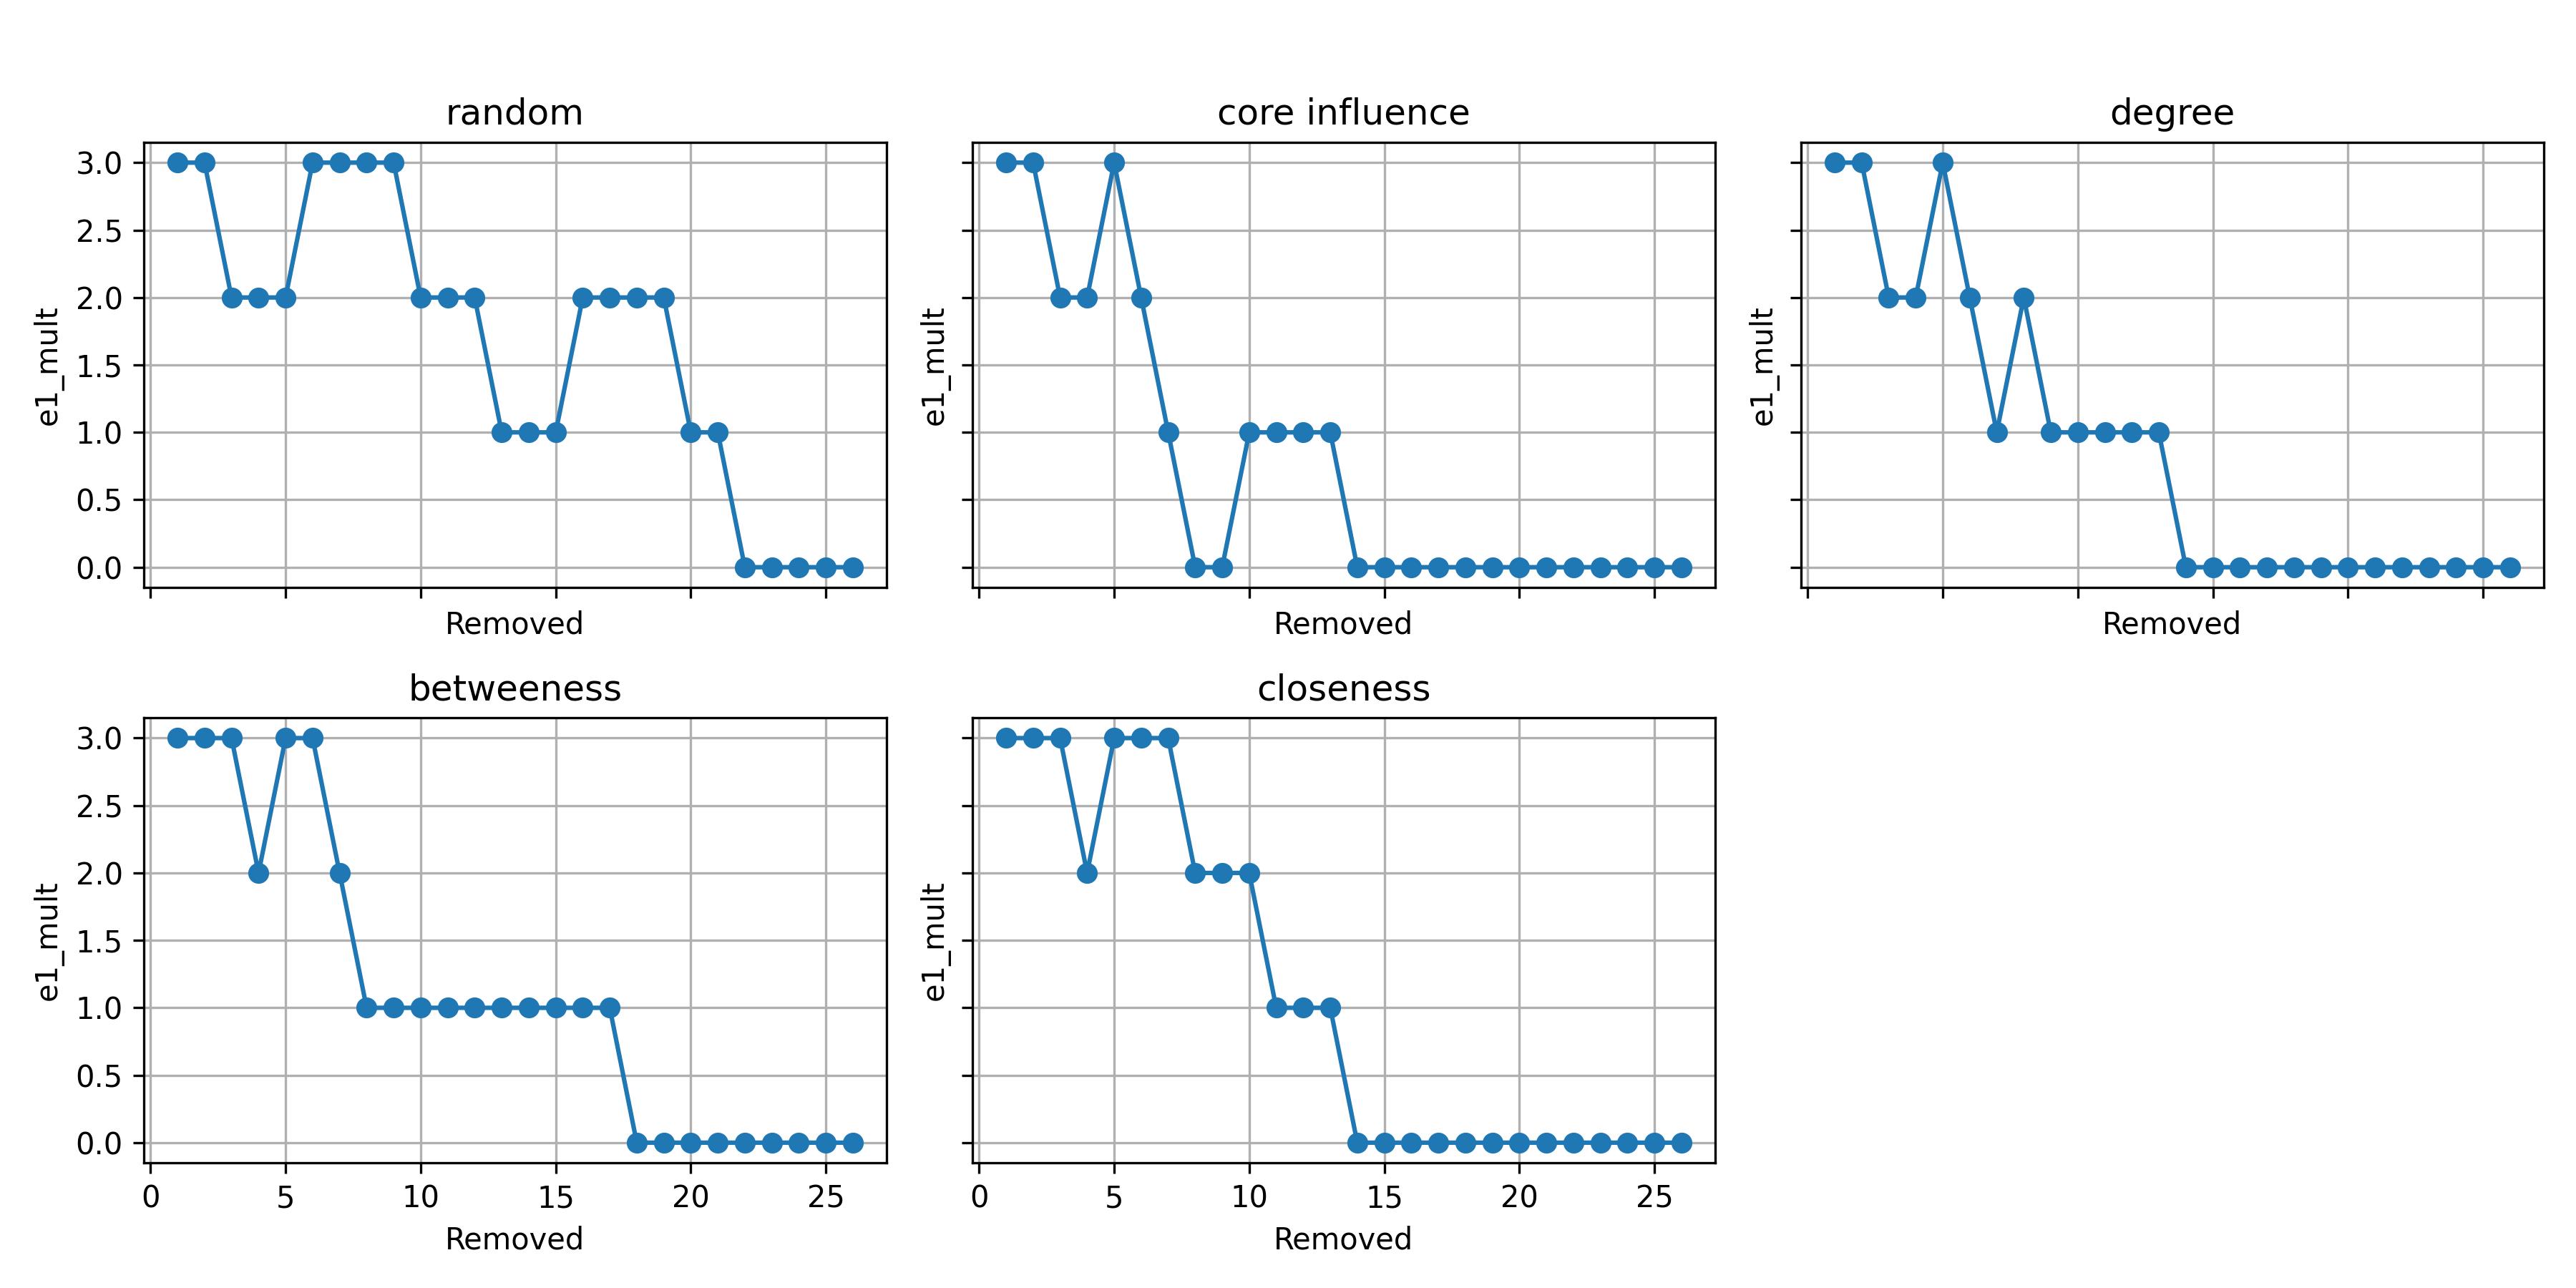 random
3.0
2.5
2.0
1.5
1.0
0.5
0.0
e1_mult
Removed
core influence
e1_mult
Removed
degree
e1_mult
Removed
betweeness
3.0
2.5
2.0
1.5
1.0
0.5
0.0
e1_mult
0 5 10 15 20 25
Removed
closeness
e1_mult
0 5 10 15 20 25
Removed